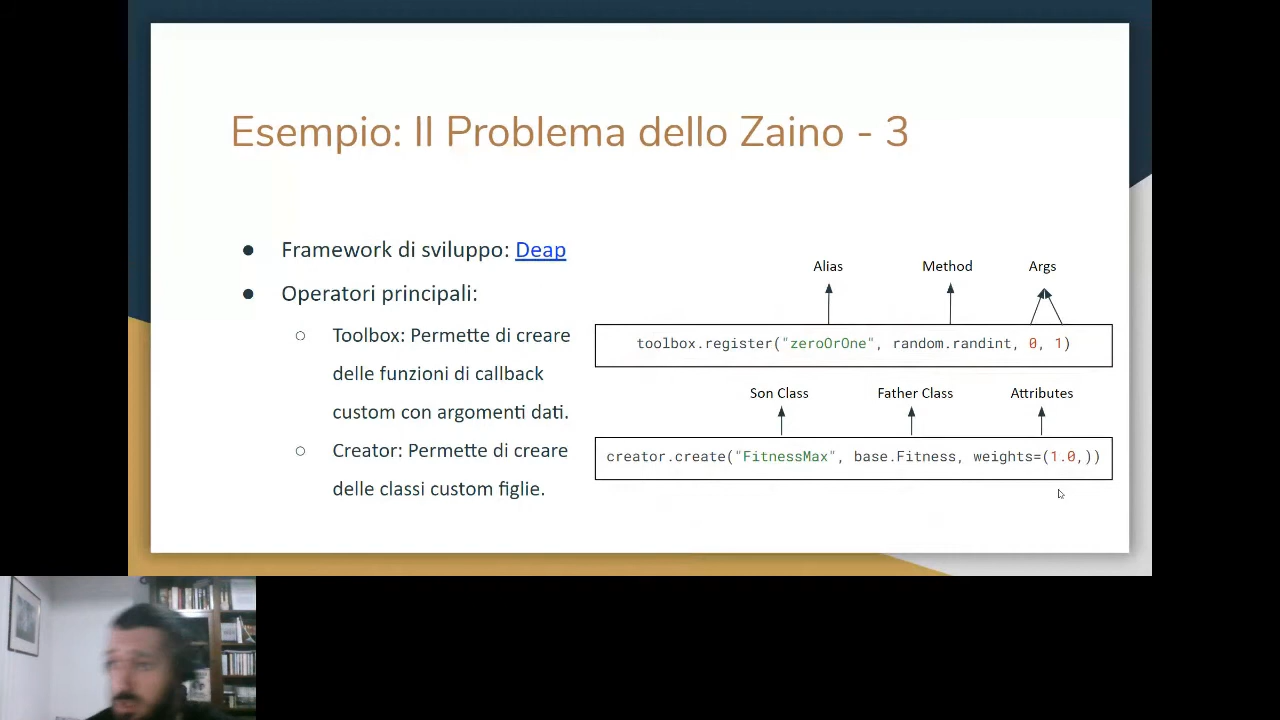 Esempio: Il Problema dello Zaino - 3
● Framework di sviluppo: Deap
● Operatori principali:
○ Toolbox: Permette di creare
delle funzioni di callback
custom con argomenti dati.
○ Creator: Permette di creare
delle classi custom figlie.
Alias Method Args
toolbox.register("zeroOrOne", random.randint, 0, 1)
Son Class Father Class Attributes
creator.create("FitnessMax", base.Fitness, weights=(1.0,))